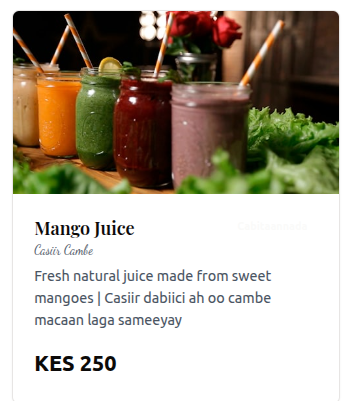 Mango Juice
Casiir Cambe
Fresh natural juice made from sweet
mangoes | Casiir dabiici ah oo cambe
macaan laga sameeyay
KES 250